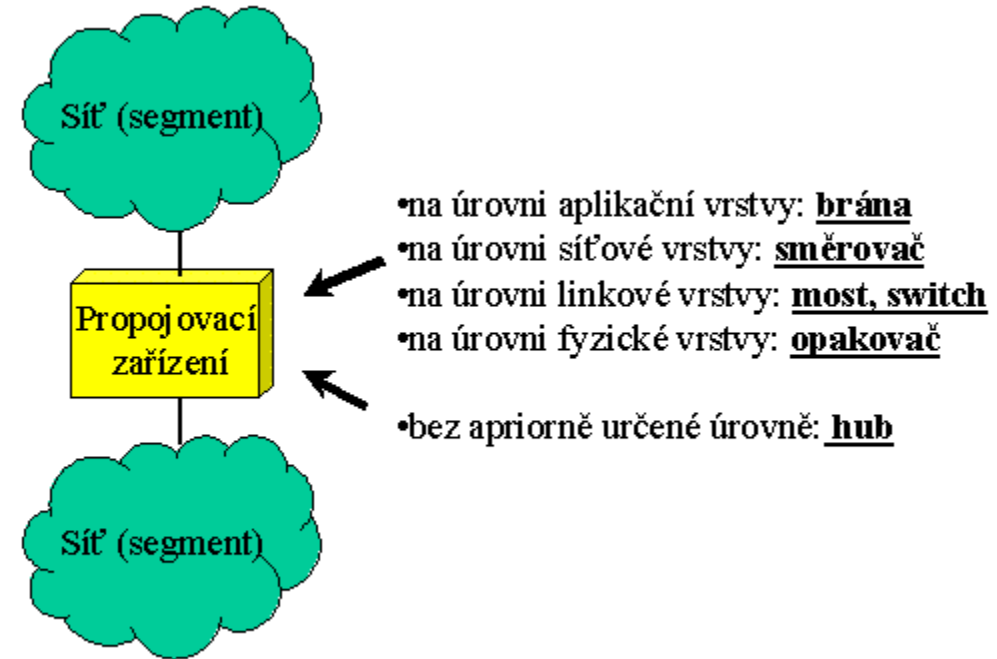 Síť (segment)
•na úrovni aplikační vrstvy: brána
•na úrovni síťové vrstvy: směrovač
•na úrovni linkové vrstvy: most, switch
•na úrovni fyzické vrstvy: opakovač
Propojovací
zařízení
•bez apriorně určené úrovně: hub
Síť (segment)